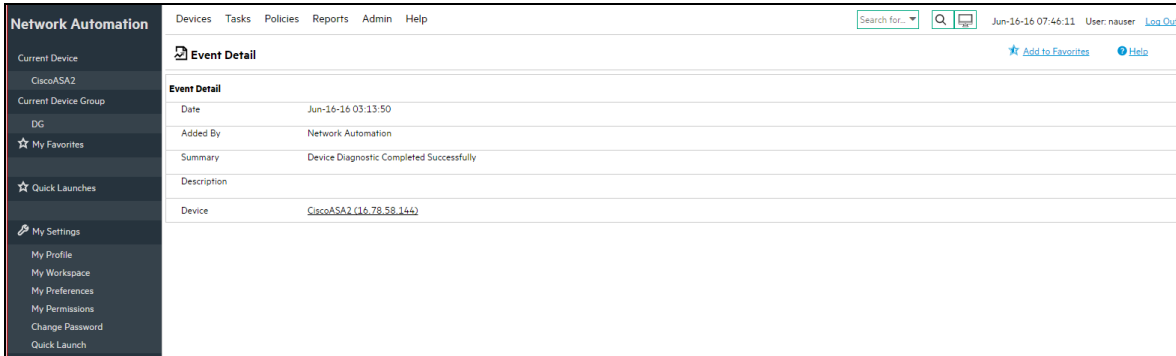 Network Automation
Devices Tasks Policies Reports Admin Help
Search for...
Jun-16-16 07:46:11 User: nauser Log Out
Current Device
CiscoASA2
Current Device Group
DG
My Favorites
Quick Launches
My Settings
My Profile
My Workspace
My Preferences
My Permissions
Change Password
Quick Launch
Event Detail
Add to Favorites
Help
Event Detail
Date Jun-16-16 03:13:50
Added By Network Automation
Summary Device Diagnostic Completed Successfully
Description
Device CiscoASA2 (16.78.58.144)